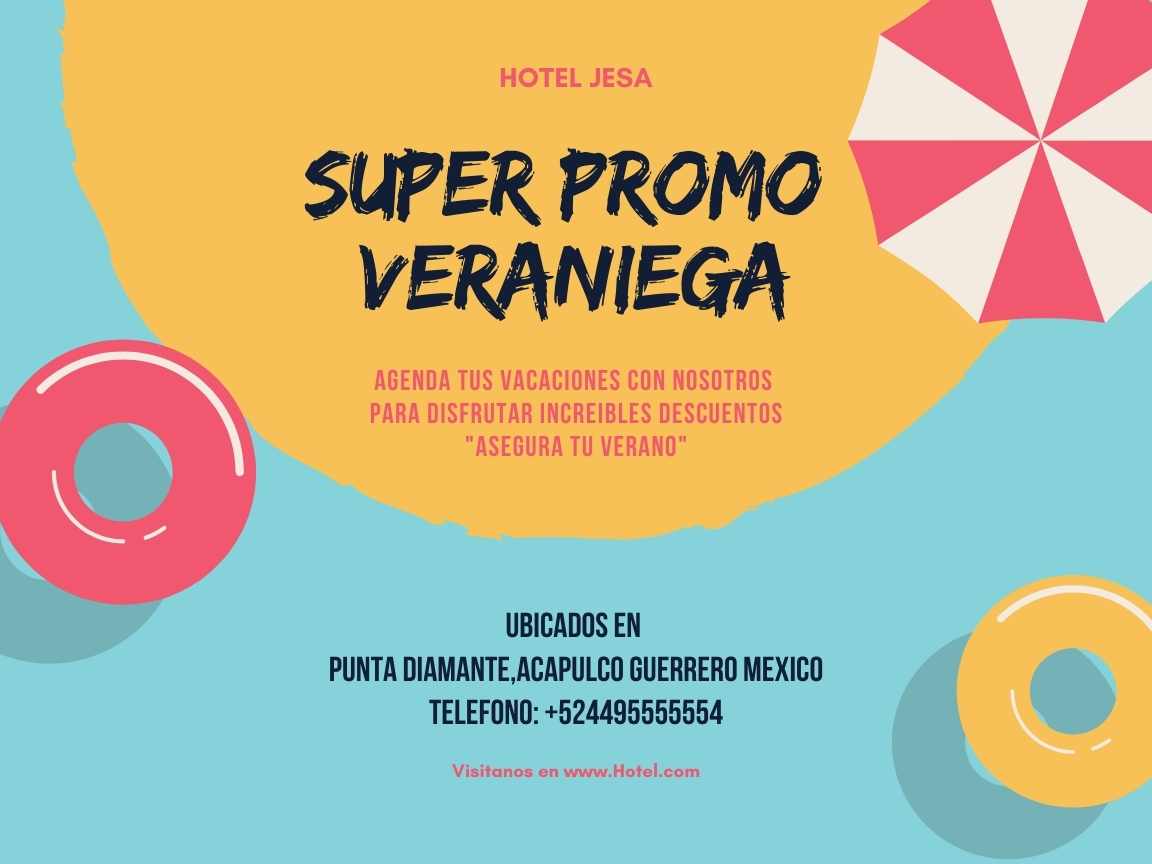 HOTEL JESA
SUPER PROMO
VERANIEGA
AGENDA TUS VACACIONES CON NOSOTROS
PARA DISFRUTAR INCREIBLES DESCUENTOS
"ASEGURA TU VERANO"
UBICADOS EN
PUNTA DIAMANTE,ACAPULCO GUERRERO MEXICO
TELEFONO: +524495555554
Visitanos en www.Hotel.com